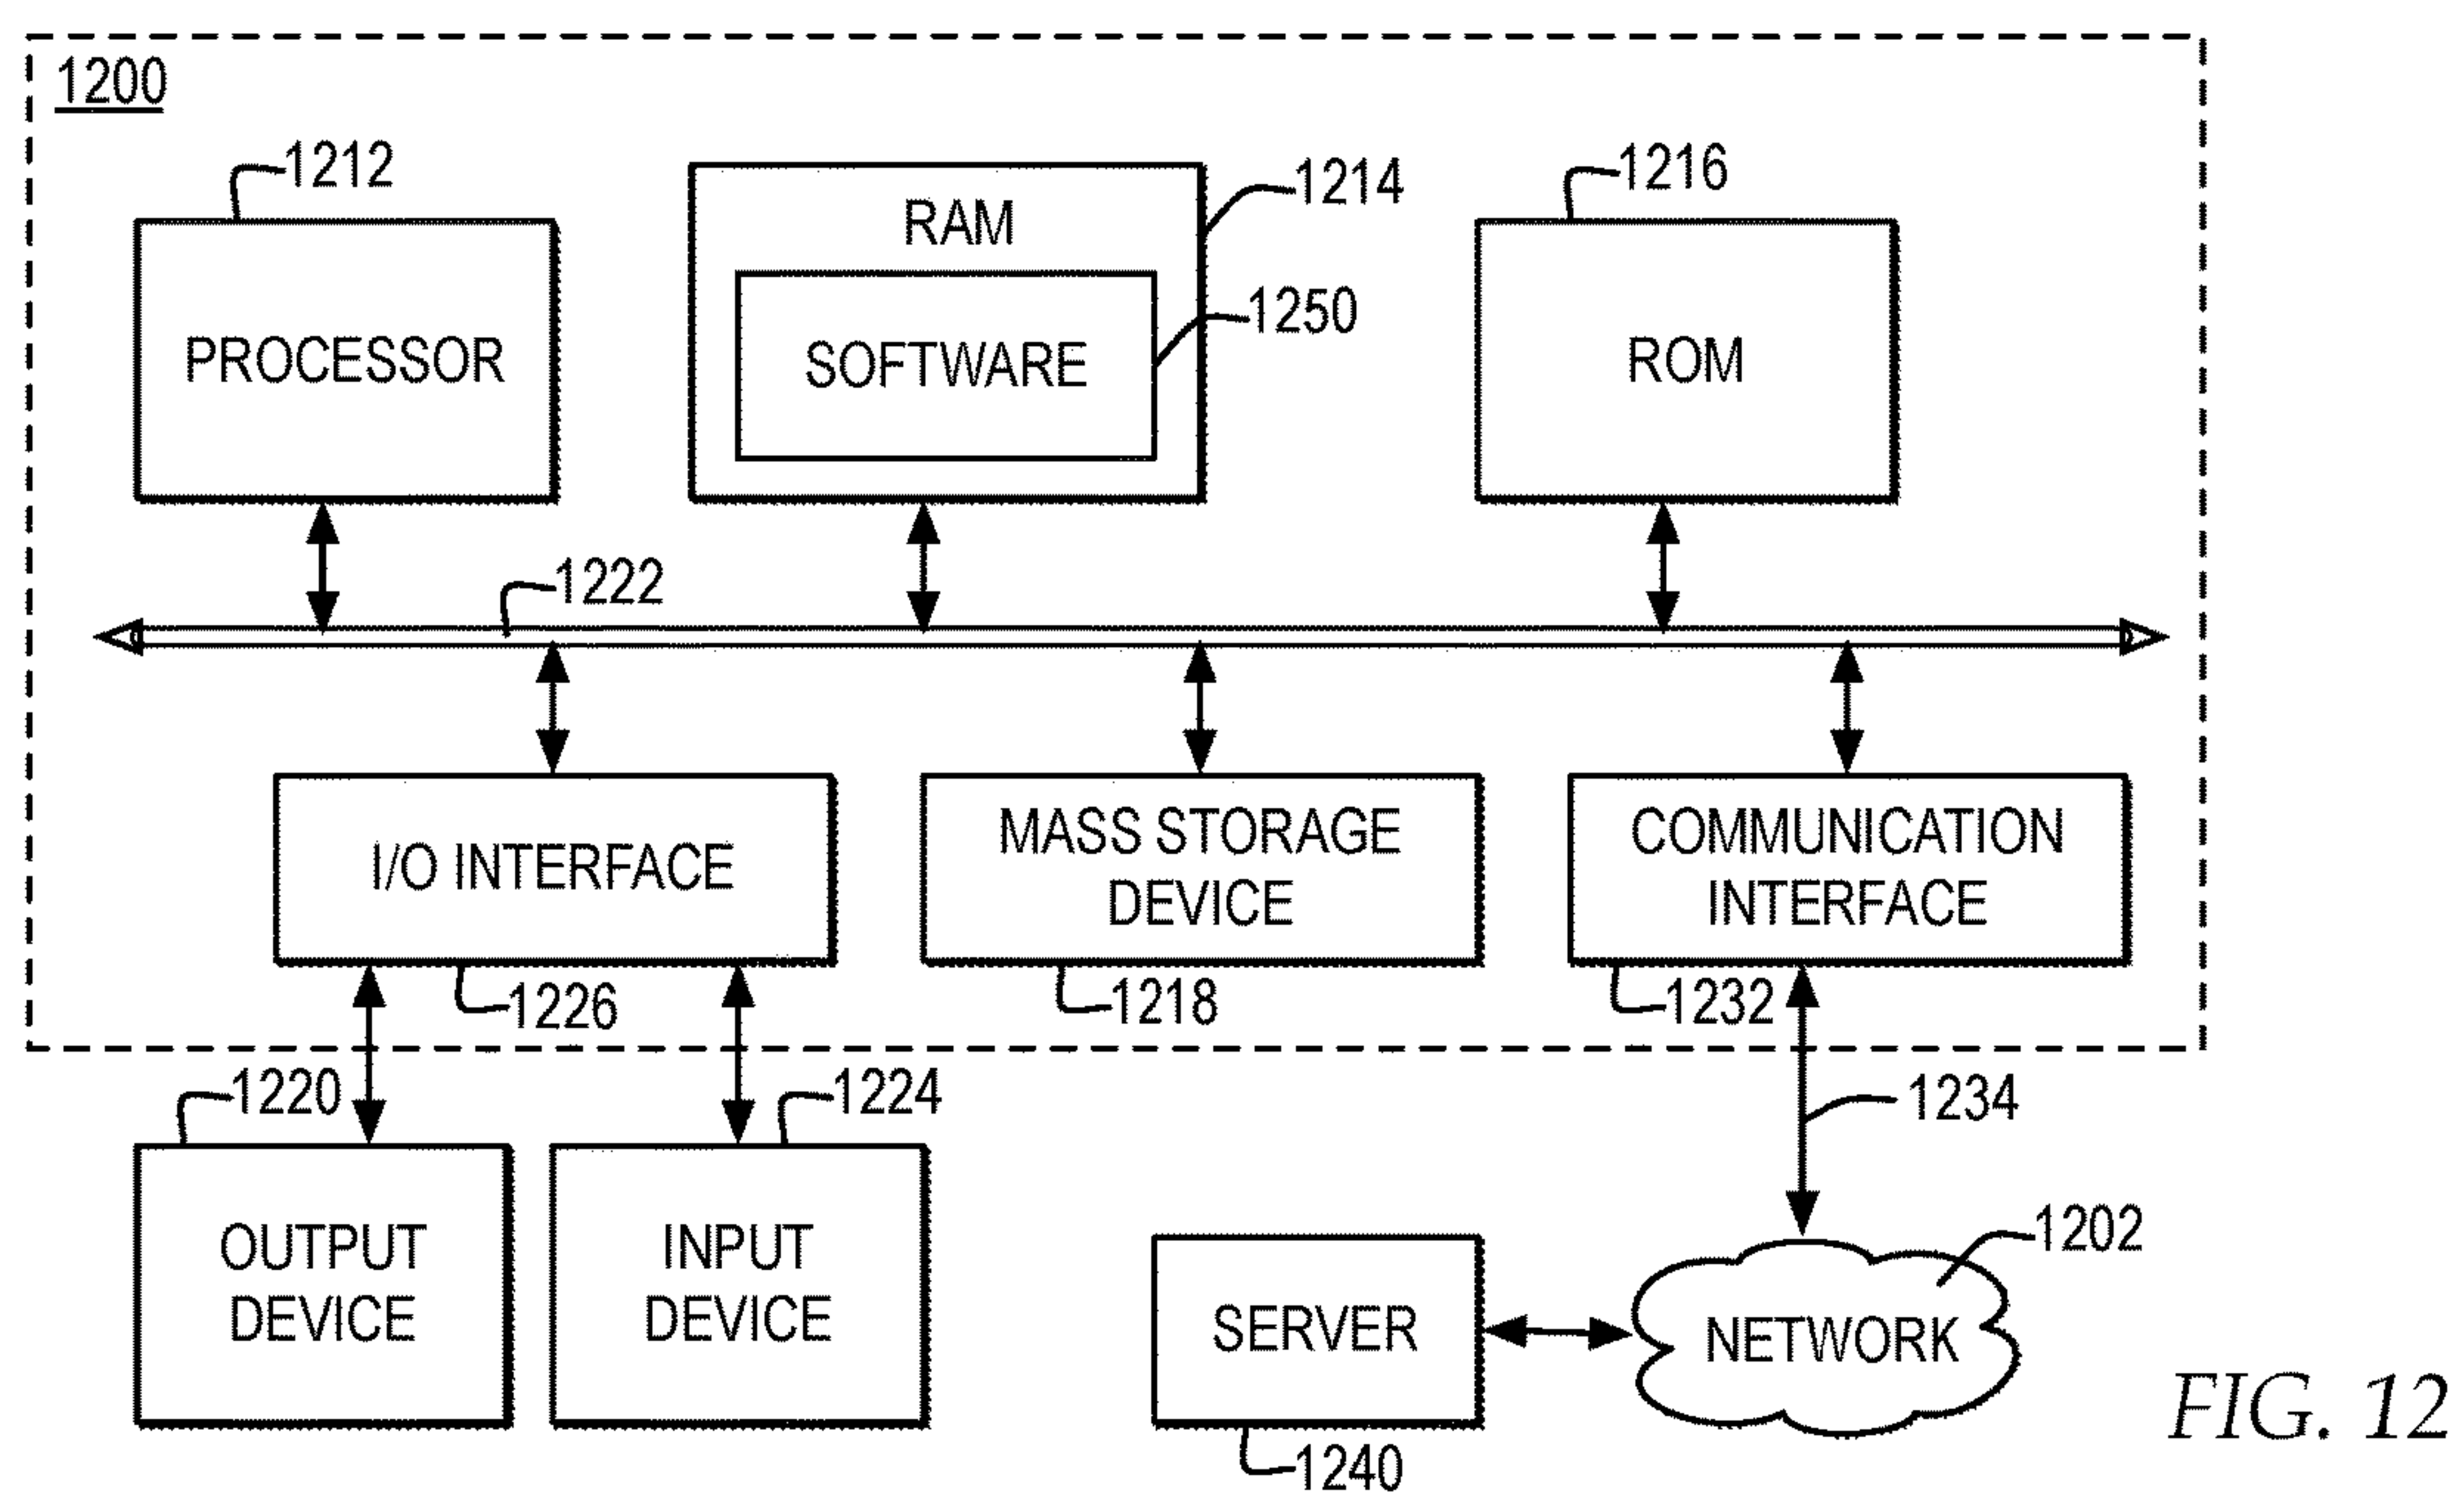 1200
1212
1214
1216
RAM
1250
PROCESSOR
SOFTWARE
ROM
1222
I/O INTERFACE
MASS STORAGE
DEVICE
COMMUNICATION
INTERFACE
1226
1218
1232
1220
1224
1234
OUTPUT
DEVICE
INPUT
DEVICE
1202
SERVER
NETWORK
1240
FIG. 12